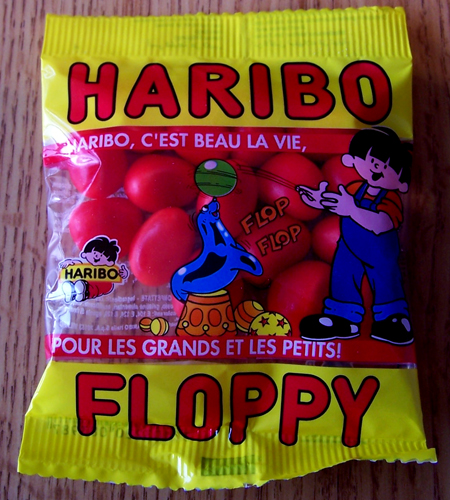 HARIBO
HARIBO, C'EST BEAU LA VIE,
FLOP
FLOP
HARIBO
POUR LES GRANDS ET LES PETITS!
FLOPPY